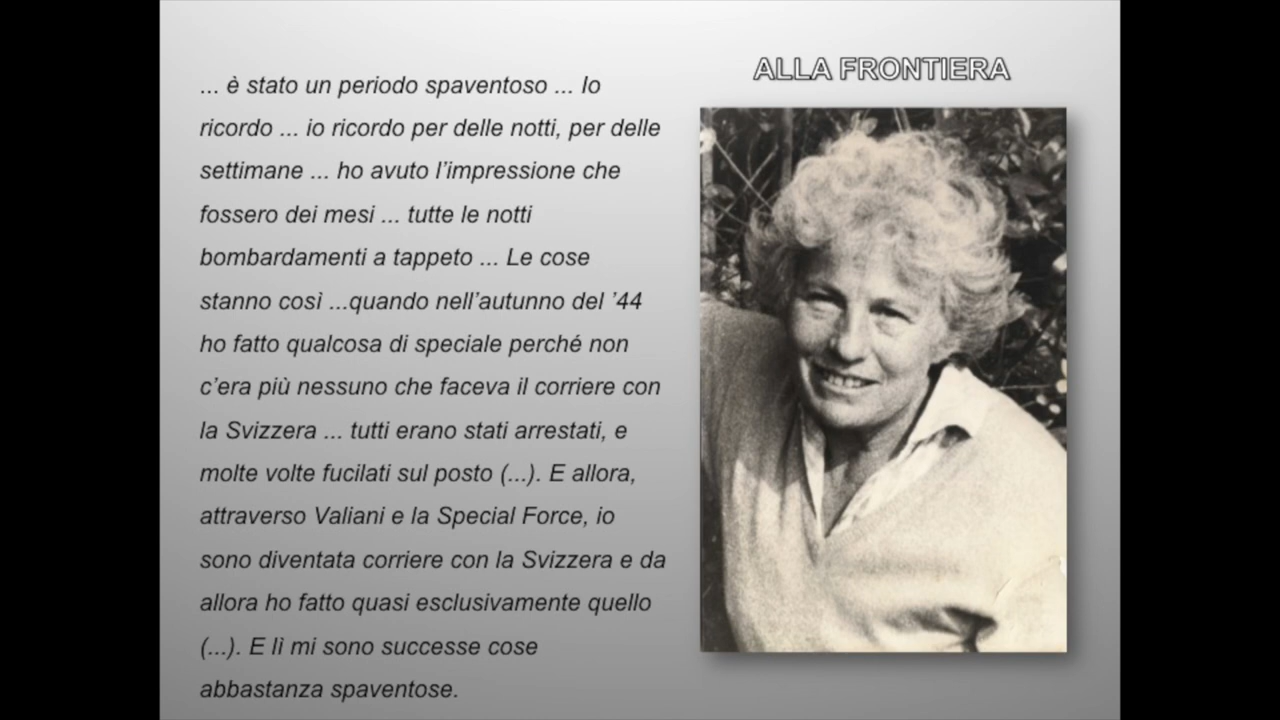 ALLA FRONTIERA
... è stato un periodo spaventoso ... Io
ricordo ... io ricordo per delle notti, per delle
settimane ... ho avuto l’impressione che
fossero dei mesi ... tutte le notti
bombardamenti a tappeto ... Le cose
stanno così ...quando nell’autunno del ’44
ho fatto qualcosa di speciale perché non
c’era più nessuno che faceva il corriere con
la Svizzera ... tutti erano stati arrestati, e
molte volte fucilati sul posto (...). E allora,
attraverso Valiani e la Special Force, io
sono diventata corriere con la Svizzera e da
allora ho fatto quasi esclusivamente quello
(...). E lì mi sono successe cose
abbastanza spaventose.